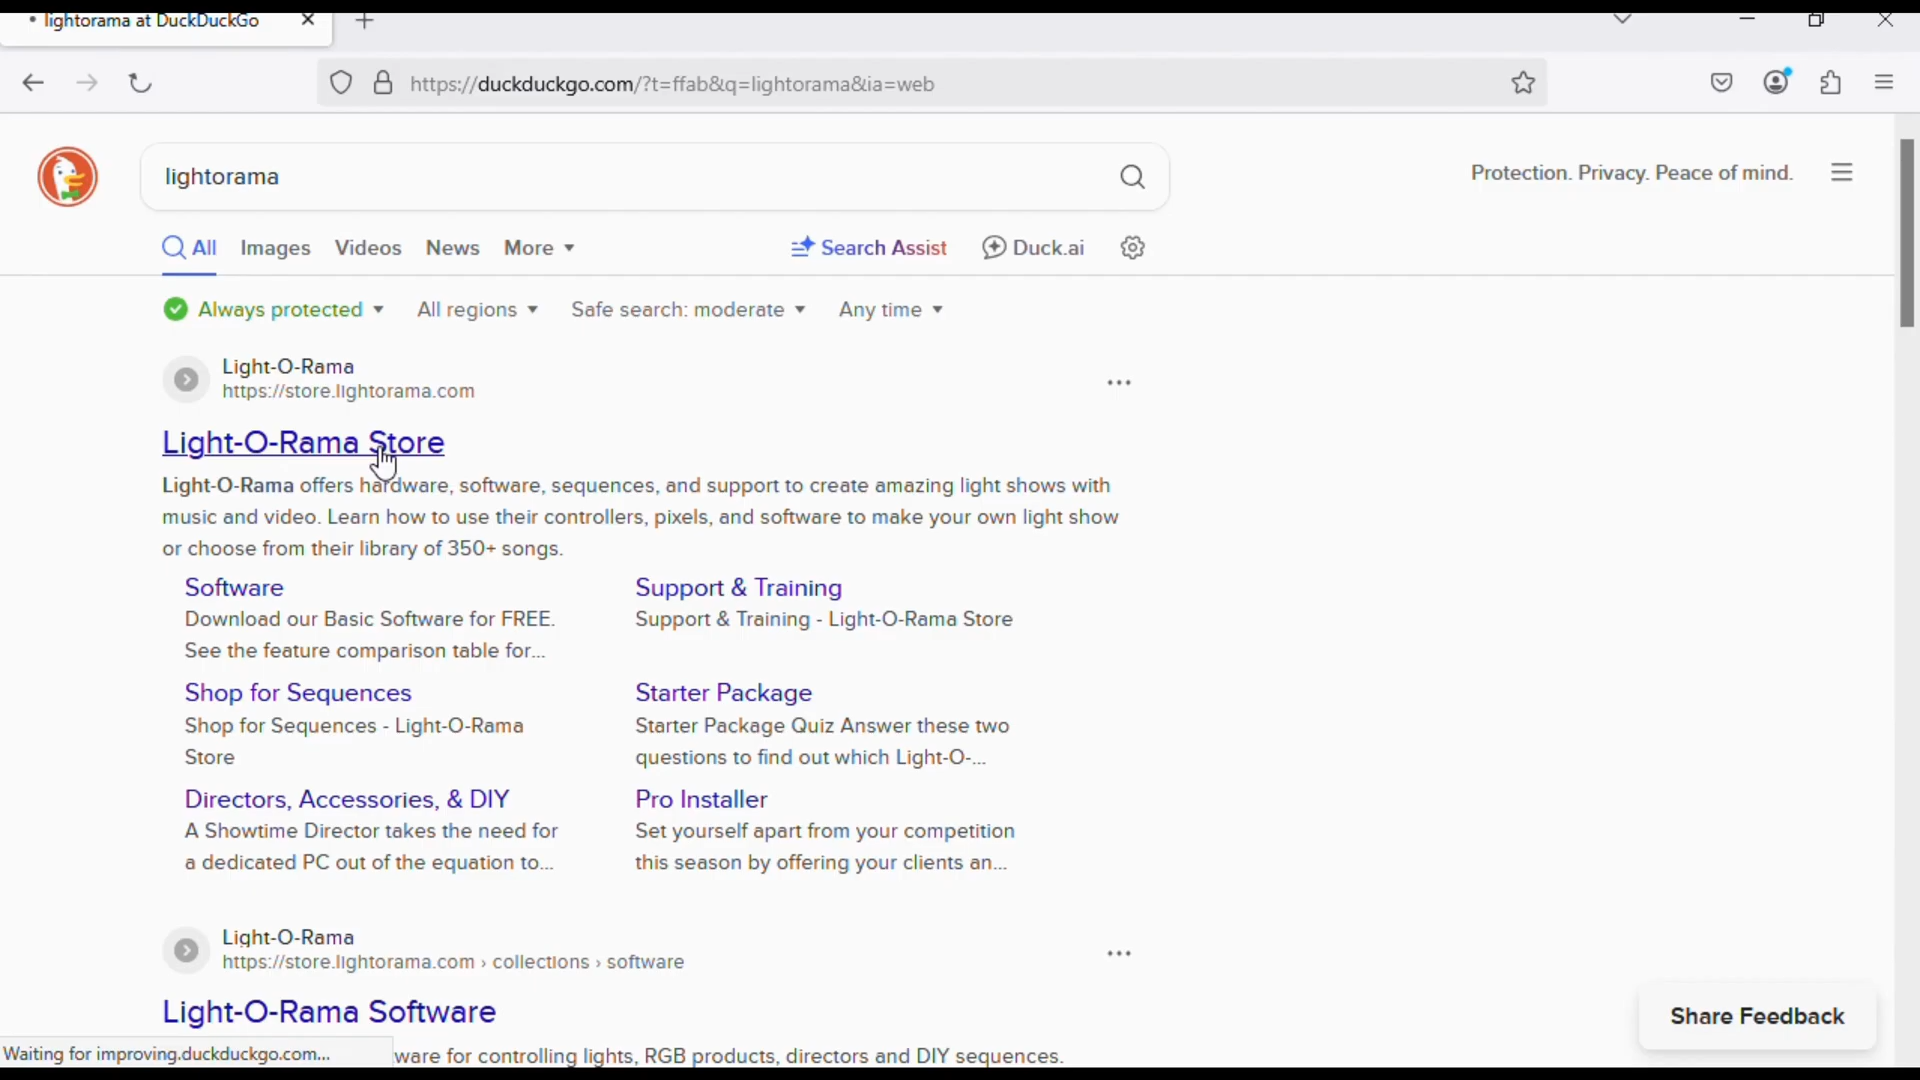 lightorama at DuckDuckGo
https://duckduckgo.com/?t=ffab&q=lightorama&ia=web
lightorama
Protection. Privacy. Peace of mind.
All Images Videos News More Search Assist Duck.ai
Always protected All regions Safe search: moderate Any time
Light-O-Rama
https://store.lightorama.com
Light-O-Rama Store
Light-O-Rama offers hardware, software, sequences, and support to create amazing light shows with
music and video. Learn how to use their controllers, pixels, and software to make your own light show
or choose from their library of 350+ songs.
Software
Download our Basic Software for FREE.
See the feature comparison table for...
Support & Training
Support & Training - Light-O-Rama Store
Shop for Sequences
Shop for Sequences - Light-O-Rama
Store
Starter Package
Starter Package Quiz Answer these two
questions to find out which Light-O-...
Directors, Accessories, & DIY
A Showtime Director takes the need for
a dedicated PC out of the equation to...
Pro Installer
Set yourself apart from your competition
this season by offering your clients an...
Light-O-Rama
https://store.lightorama.com › collections › software
Light-O-Rama Software
ware for controlling lights, RGB products, directors and DIY sequences.
Share Feedback
Waiting for improving.duckduckgo.com...